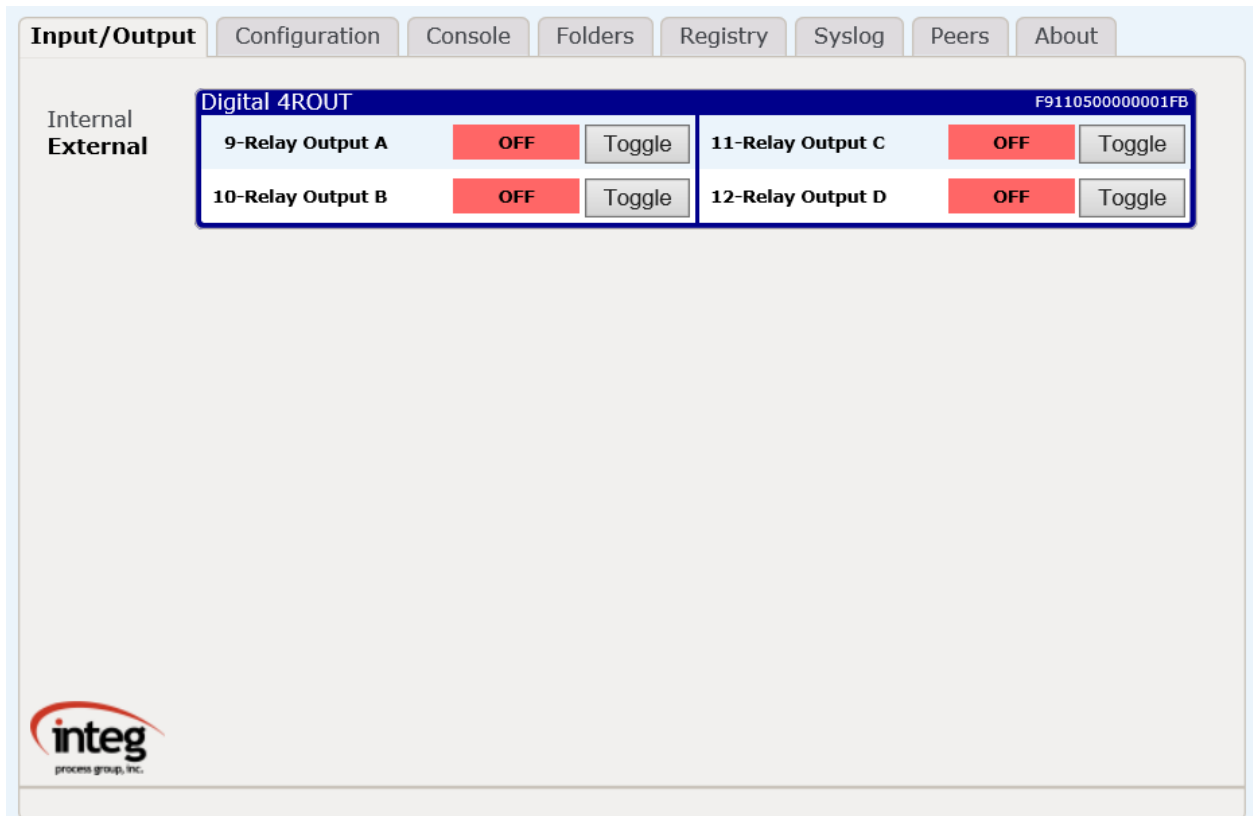 Input/Output Configuration Console Folders Registry Syslog Peers About
Internal
External
Digital 4ROUT F9110500000001FB
9-Relay Output A OFF Toggle 11-Relay Output C OFF Toggle
10-Relay Output B OFF Toggle 12-Relay Output D OFF Toggle
integ
process group, inc.